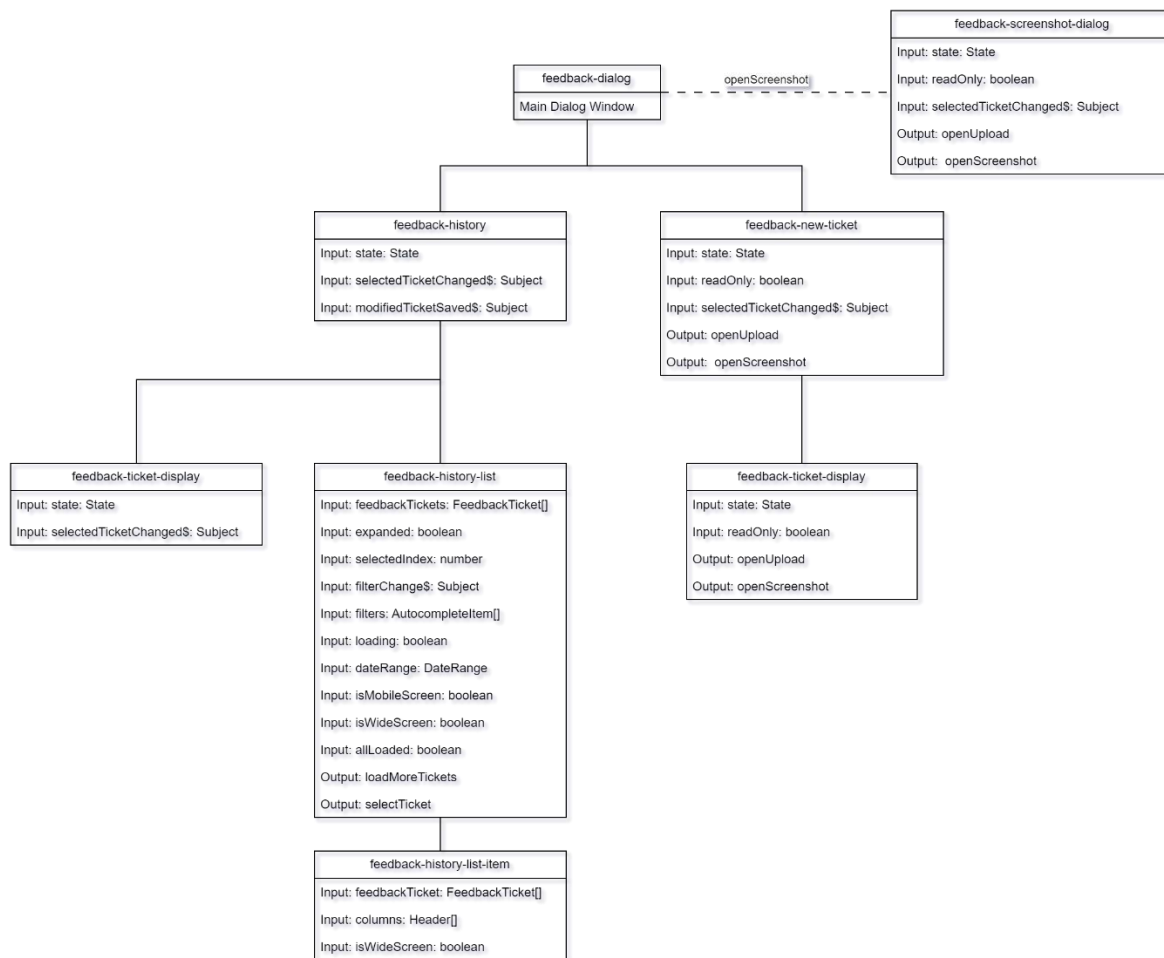 feedback-screenshot-dialog
Input: state: State
Input: readOnly: boolean
Input: selectedTicketChanged$: Subject
Output: openUpload
Output: openScreenshot
feedback-dialog
Main Dialog Window
openScreenshot
feedback-history
Input: state: State
Input: selectedTicketChanged$: Subject
Input: modifiedTicketSaved$: Subject
feedback-new-ticket
Input: state: State
Input: readOnly: boolean
Input: selectedTicketChanged$: Subject
Output: openUpload
Output: openScreenshot
feedback-ticket-display
Input: state: State
Input: selectedTicketChanged$: Subject
feedback-history-list
Input: feedbackTickets: FeedbackTicket[]
Input: expanded: boolean
Input: selectedIndex: number
Input: filterChange$: Subject
Input: filters: AutocompleteItem[]
Input: loading: boolean
Input: dateRange: DateRange
Input: isMobileScreen: boolean
Input: isWideScreen: boolean
Input: allLoaded: boolean
Output: loadMoreTickets
Output: selectTicket
feedback-ticket-display
Input: state: State
Input: readOnly: boolean
Output: openUpload
Output: openScreenshot
feedback-history-list-item
Input: feedbackTicket: FeedbackTicket[]
Input: columns: Header[]
Input: isWideScreen: boolean